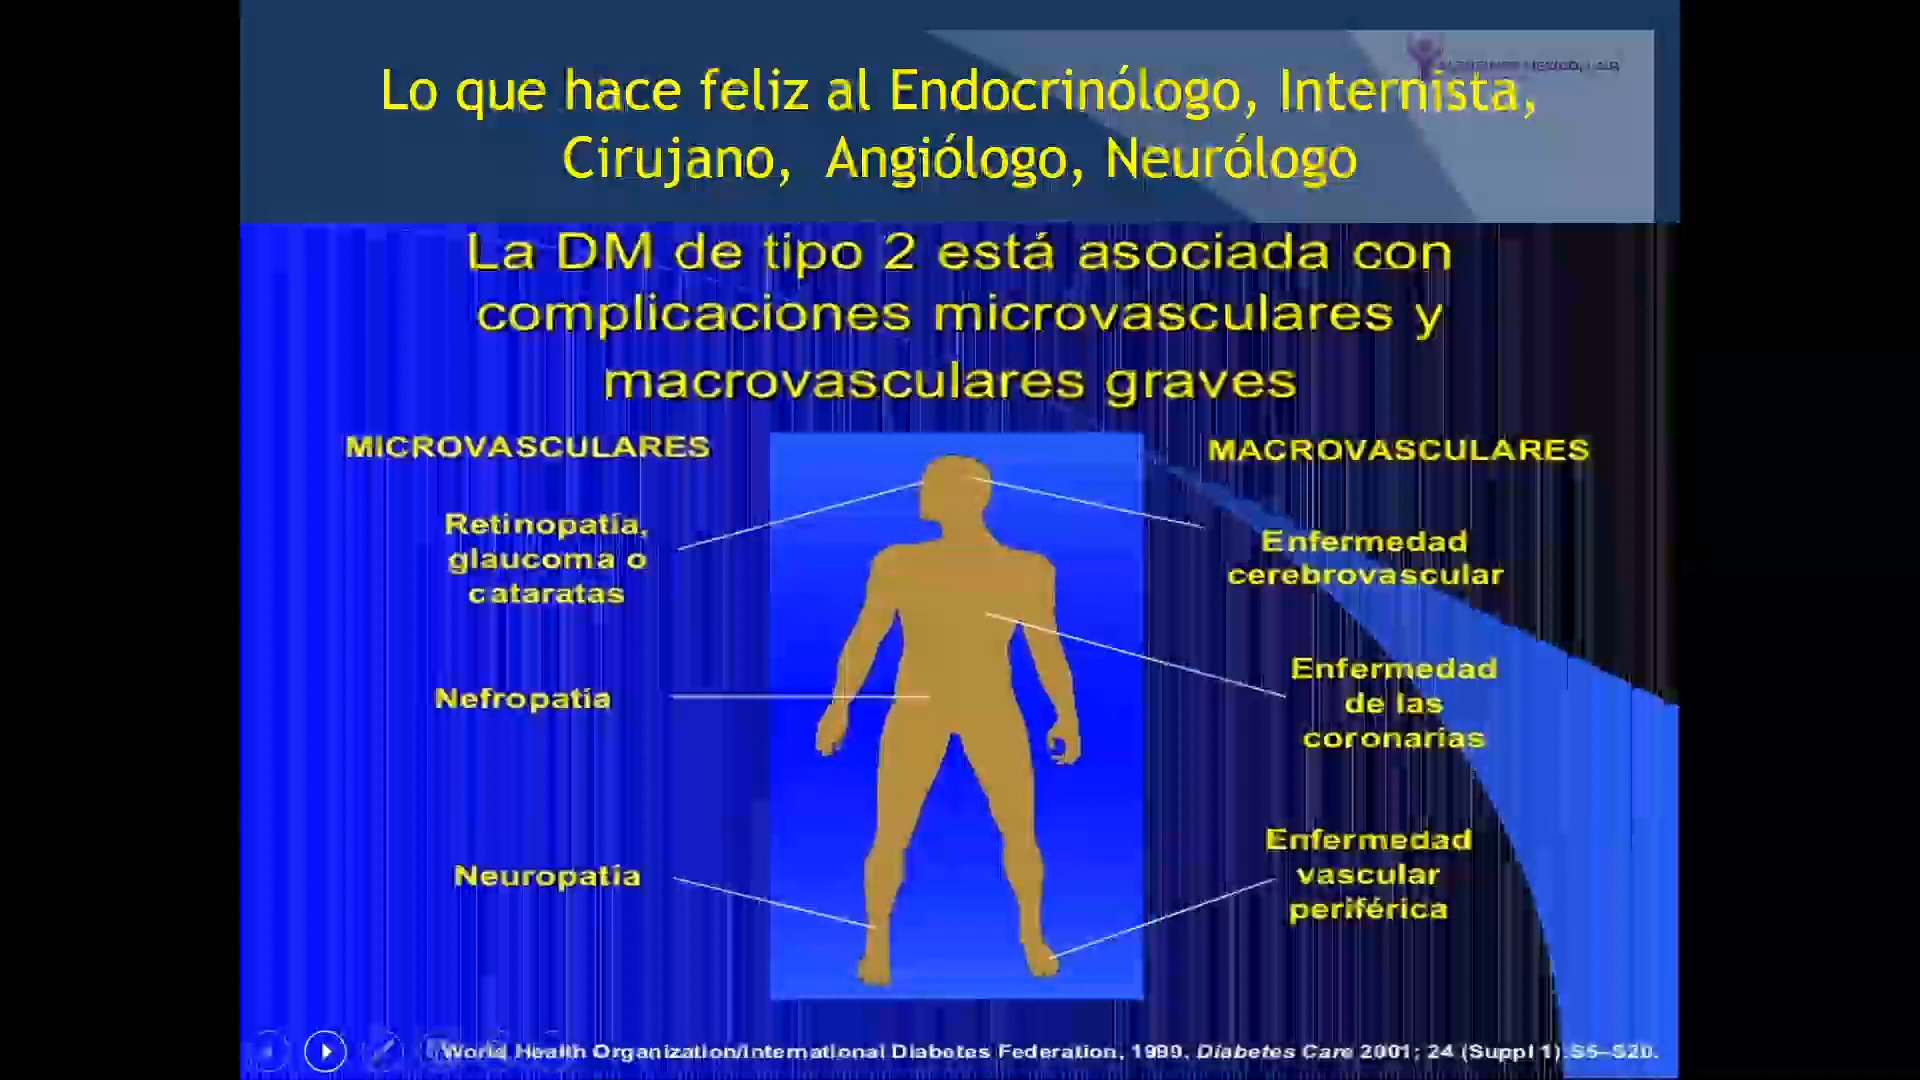 Lo que hace feliz al Endocrinólogo, Internista,
Cirujano, Angiólogo, Neurólogo
La DM de tipo 2 está asociada con
complicaciones microvasculares y
macrovasculares graves
MICROVASCULARES
Retinopatía,
glaucoma o
cataratas
Nefropatía
Neuropatía
MACROVASCULARES
Enfermedad
cerebrovascular
Enfermedad
de las
coronarias
Enfermedad
vascular
periférica
World Health Organization/International Diabetes Federation, 1999. Diabetes Care 2001; 24 (Suppl 1):S5–S20.